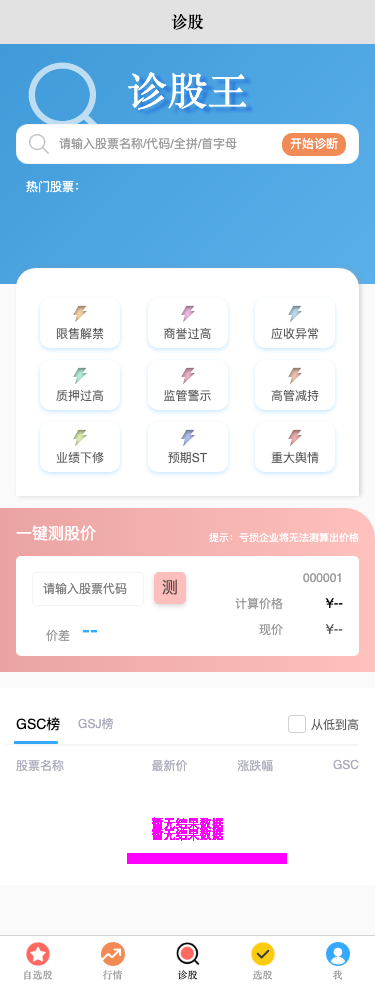 诊股
诊股王
请输入股票名称/代码/全拼/首字母
开始诊断
热门股票：
限售解禁 商誉过高 应收异常
质押过高 监管警示 高管减持
业绩下修 预期ST 重大舆情
一键测股价
提示：亏损企业将无法测算出价格
000001
请输入股票代码 测
计算价格 ¥--
价差 --
现价 ¥--
GSC榜 GSJ榜 从低到高
股票名称 最新价 涨跌幅 GSC
暂无结果数据
暂无结果数据
自选股 行情 诊股 选股 我